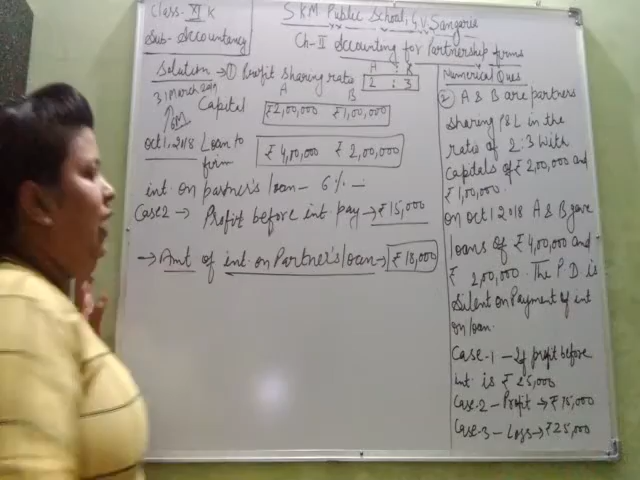 Class- XI K
Sub- Accountancy
SKM Public School, G.V. Sangaria
Ch-II Accounting for Partnership firms
Solution → ① Profit sharing ratio
A : B
2 : 3
31 March 2019
6M
Oct 1, 2018
A B
Capital ₹2,00,000 ₹1,00,000
Loan to firm ₹ 4,00,000 ₹ 2,00,000
int. on partner's loan - 6% -
Case 2 → Profit before int pay → ₹15,000
→ Amt of int. on Partner's loan → ₹ 18,000
Numerical Ques
② A & B are partners
sharing P&L in the
ratio of 2:3 with
capitals of ₹ 2,00,000 and
₹1,00,000.
on oct 1 2018 A & B gave
loans of ₹ 4,00,000 and
₹ 2,00,000. The P.D is
Silent on Payment of int
on loan.
Case-1 - If profit before
int. is ₹ 25,000
Case-2 - Profit → ₹ 15,000
Case-3 - Loss → ₹25,000